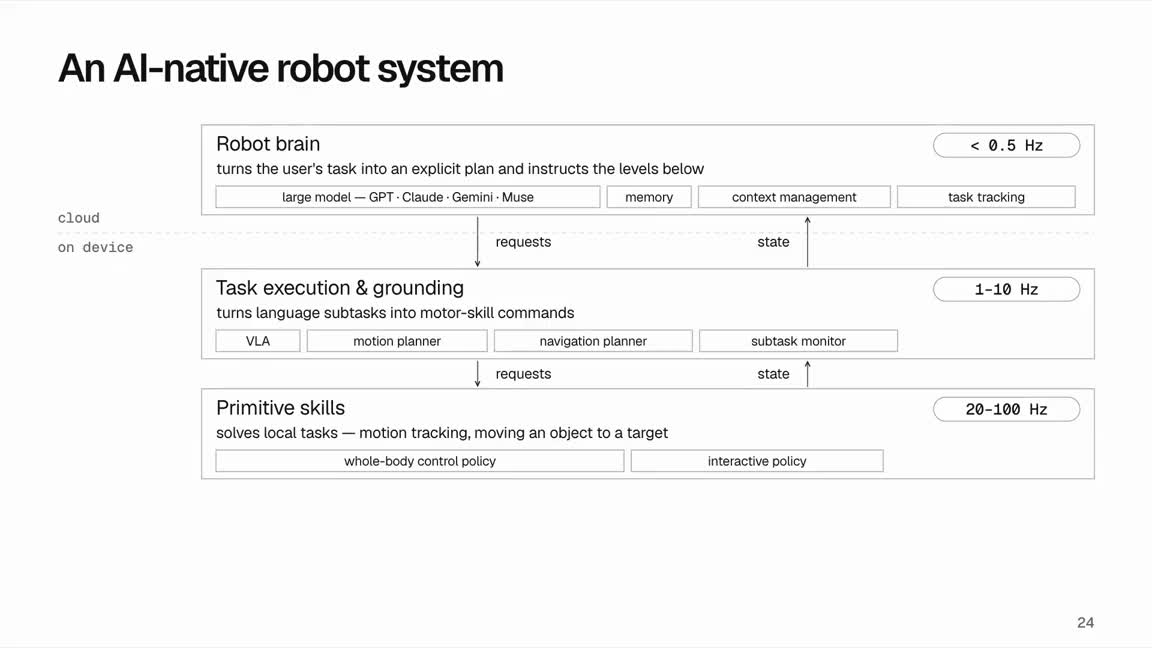 An AI-native robot system
Robot brain
< 0.5 Hz
turns the user's task into an explicit plan and instructs the levels below
large model — GPT · Claude · Gemini · Muse
memory
context management
task tracking
cloud
on device
requests
state
Task execution & grounding
1–10 Hz
turns language subtasks into motor-skill commands
VLA
motion planner
navigation planner
subtask monitor
requests
state
Primitive skills
20–100 Hz
solves local tasks — motion tracking, moving an object to a target
whole-body control policy
interactive policy
24